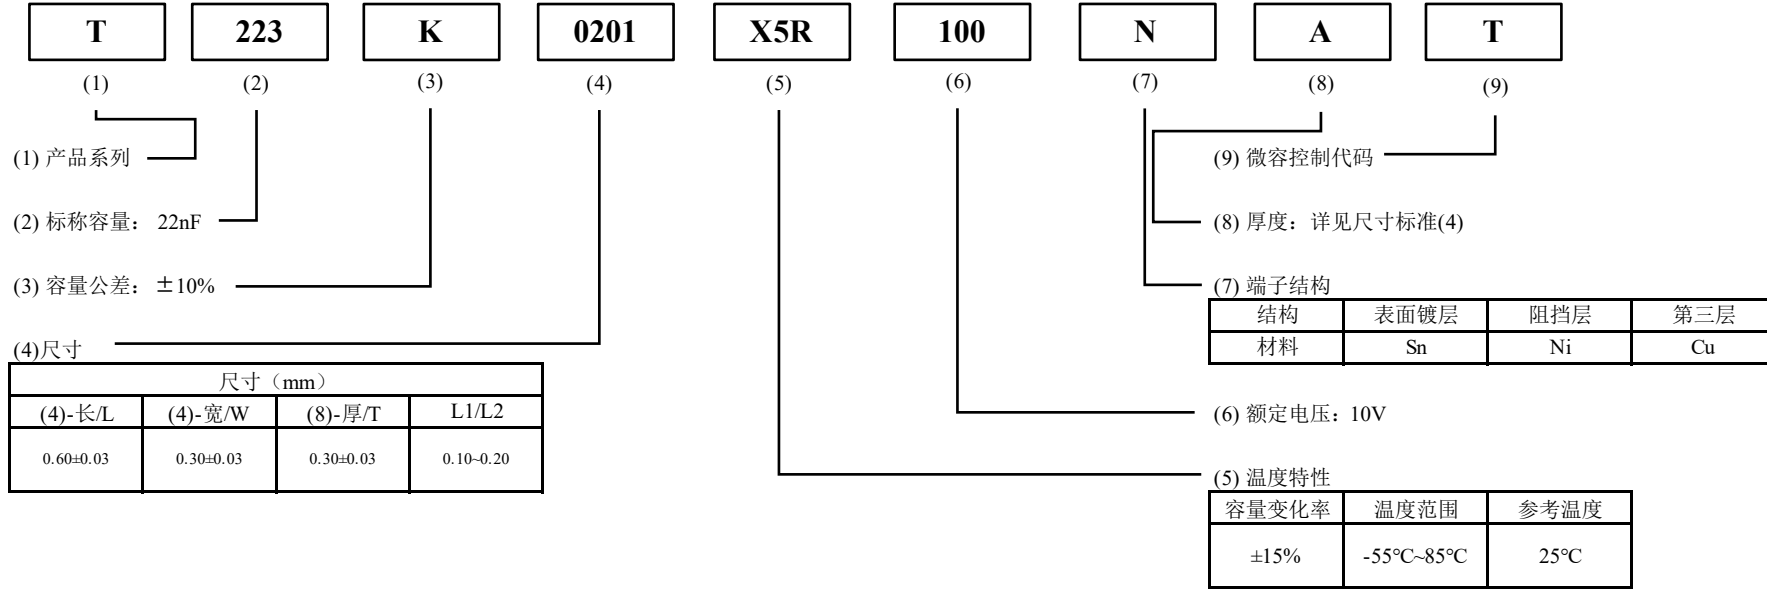 T 223 K 0201 X5R 100 N A T
(1) (2) (3) (4) (5) (6) (7) (8) (9)
(1) 产品系列
(9) 微容控制代码
(2) 标称容量： 22nF
(8) 厚度：详见尺寸标准(4)
(3) 容量公差：±10%
(7) 端子结构
结构 表面镀层 阻挡层 第三层
材料 Sn Ni Cu
(4)尺寸
尺寸（mm）
(4)-长/L (4)-宽/W (8)-厚/T L1/L2
0.60±0.03 0.30±0.03 0.30±0.03 0.10~0.20
(6) 额定电压：10V
(5) 温度特性
容量变化率 温度范围 参考温度
±15% -55℃~85℃ 25℃